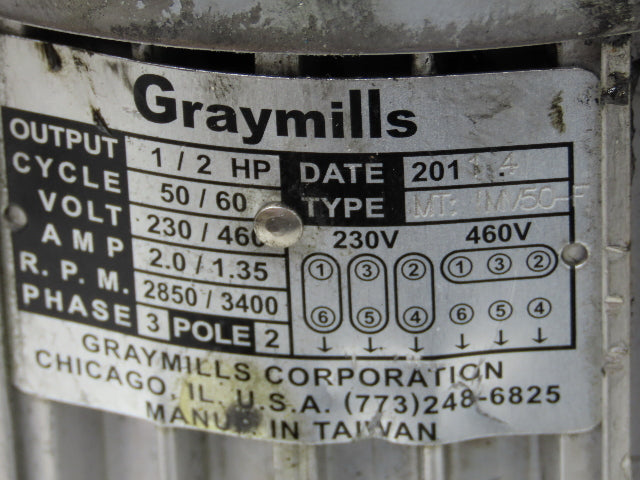 Graymills
OUTPUT 1/2 HP DATE 201
CYCLE 50/60 TYPE
VOLT 230/460 230V 460V
AMP 2.0/1.35 1 3 2 1 3 2
R.P.M. 2850/3400 6 5 4 6 5 4
PHASE 3 POLE 2 ↓ ↓ ↓ ↓ ↓ ↓
GRAYMILLS CORPORATION
CHICAGO, IL, U.S.A. (773)248-6825
IN TAIWAN